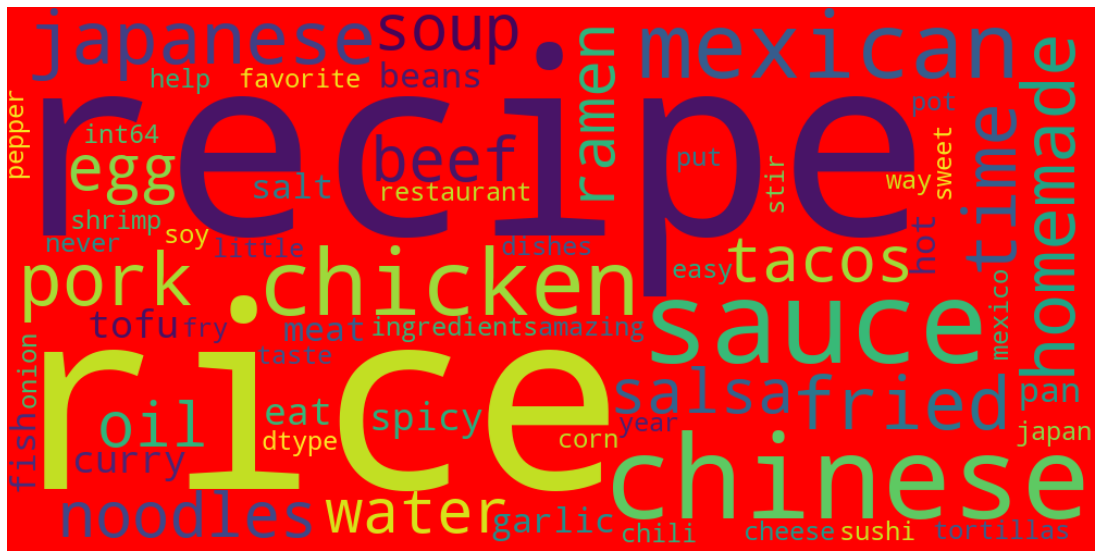 japanese
soup
mexican
help
favorite
beans
ramen
homemade
pepper
recipe
pot
int64
egg
beef
time
salt
restaurant
put
stir
way
sweet
shrimp
never
soy
little
dishes
hot
pork
chicken
easy
tacos
mexico
tofu
fry
meat
ingredients
amazing
sauce
taste
onion
rice
salsa
fried
pan
fish
oil
eat
spicy
year
dtype
corn
japan
curry
chinese
noodles
water
garlic
chili
cheese
sushi
tortillas